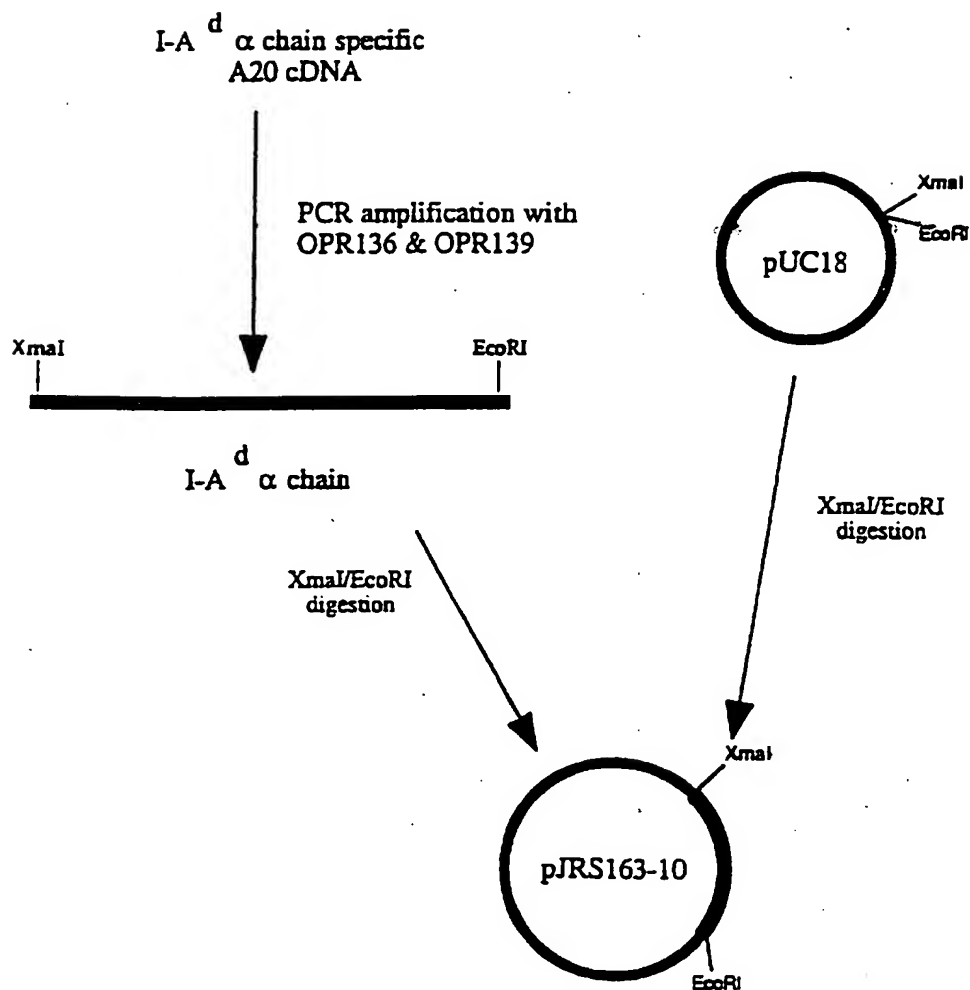 I-A d α chain specific
A20 cDNA
PCR amplification with
OPR136 & OPR139
XmaI
EcoRI
pUC18
XmaI
EcoRI
I-A d α chain
XmaI/EcoRI
digestion
XmaI/EcoRI
digestion
XmaI
pJRS163-10
EcoRI